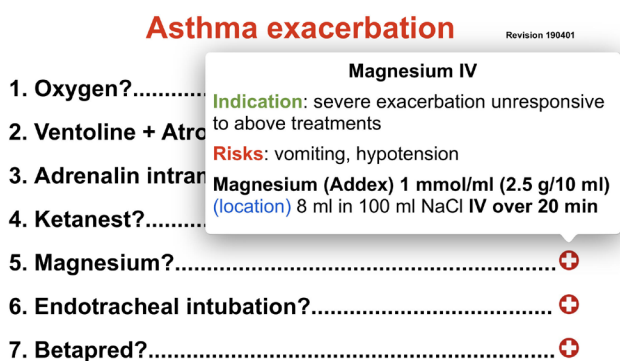 Asthma exacerbation
Revision 190401
1. Oxygen?..........
2. Ventoline + Atro
3. Adrenalin intran
4. Ketanest?........
Magnesium IV
Indication: severe exacerbation unresponsive
to above treatments
Risks: vomiting, hypotension
Magnesium (Addex) 1 mmol/ml (2.5 g/10 ml)
(location) 8 ml in 100 ml NaCl IV over 20 min
5. Magnesium?......................................................
6. Endotracheal intubation?..................................
7. Betapred?..........................................................